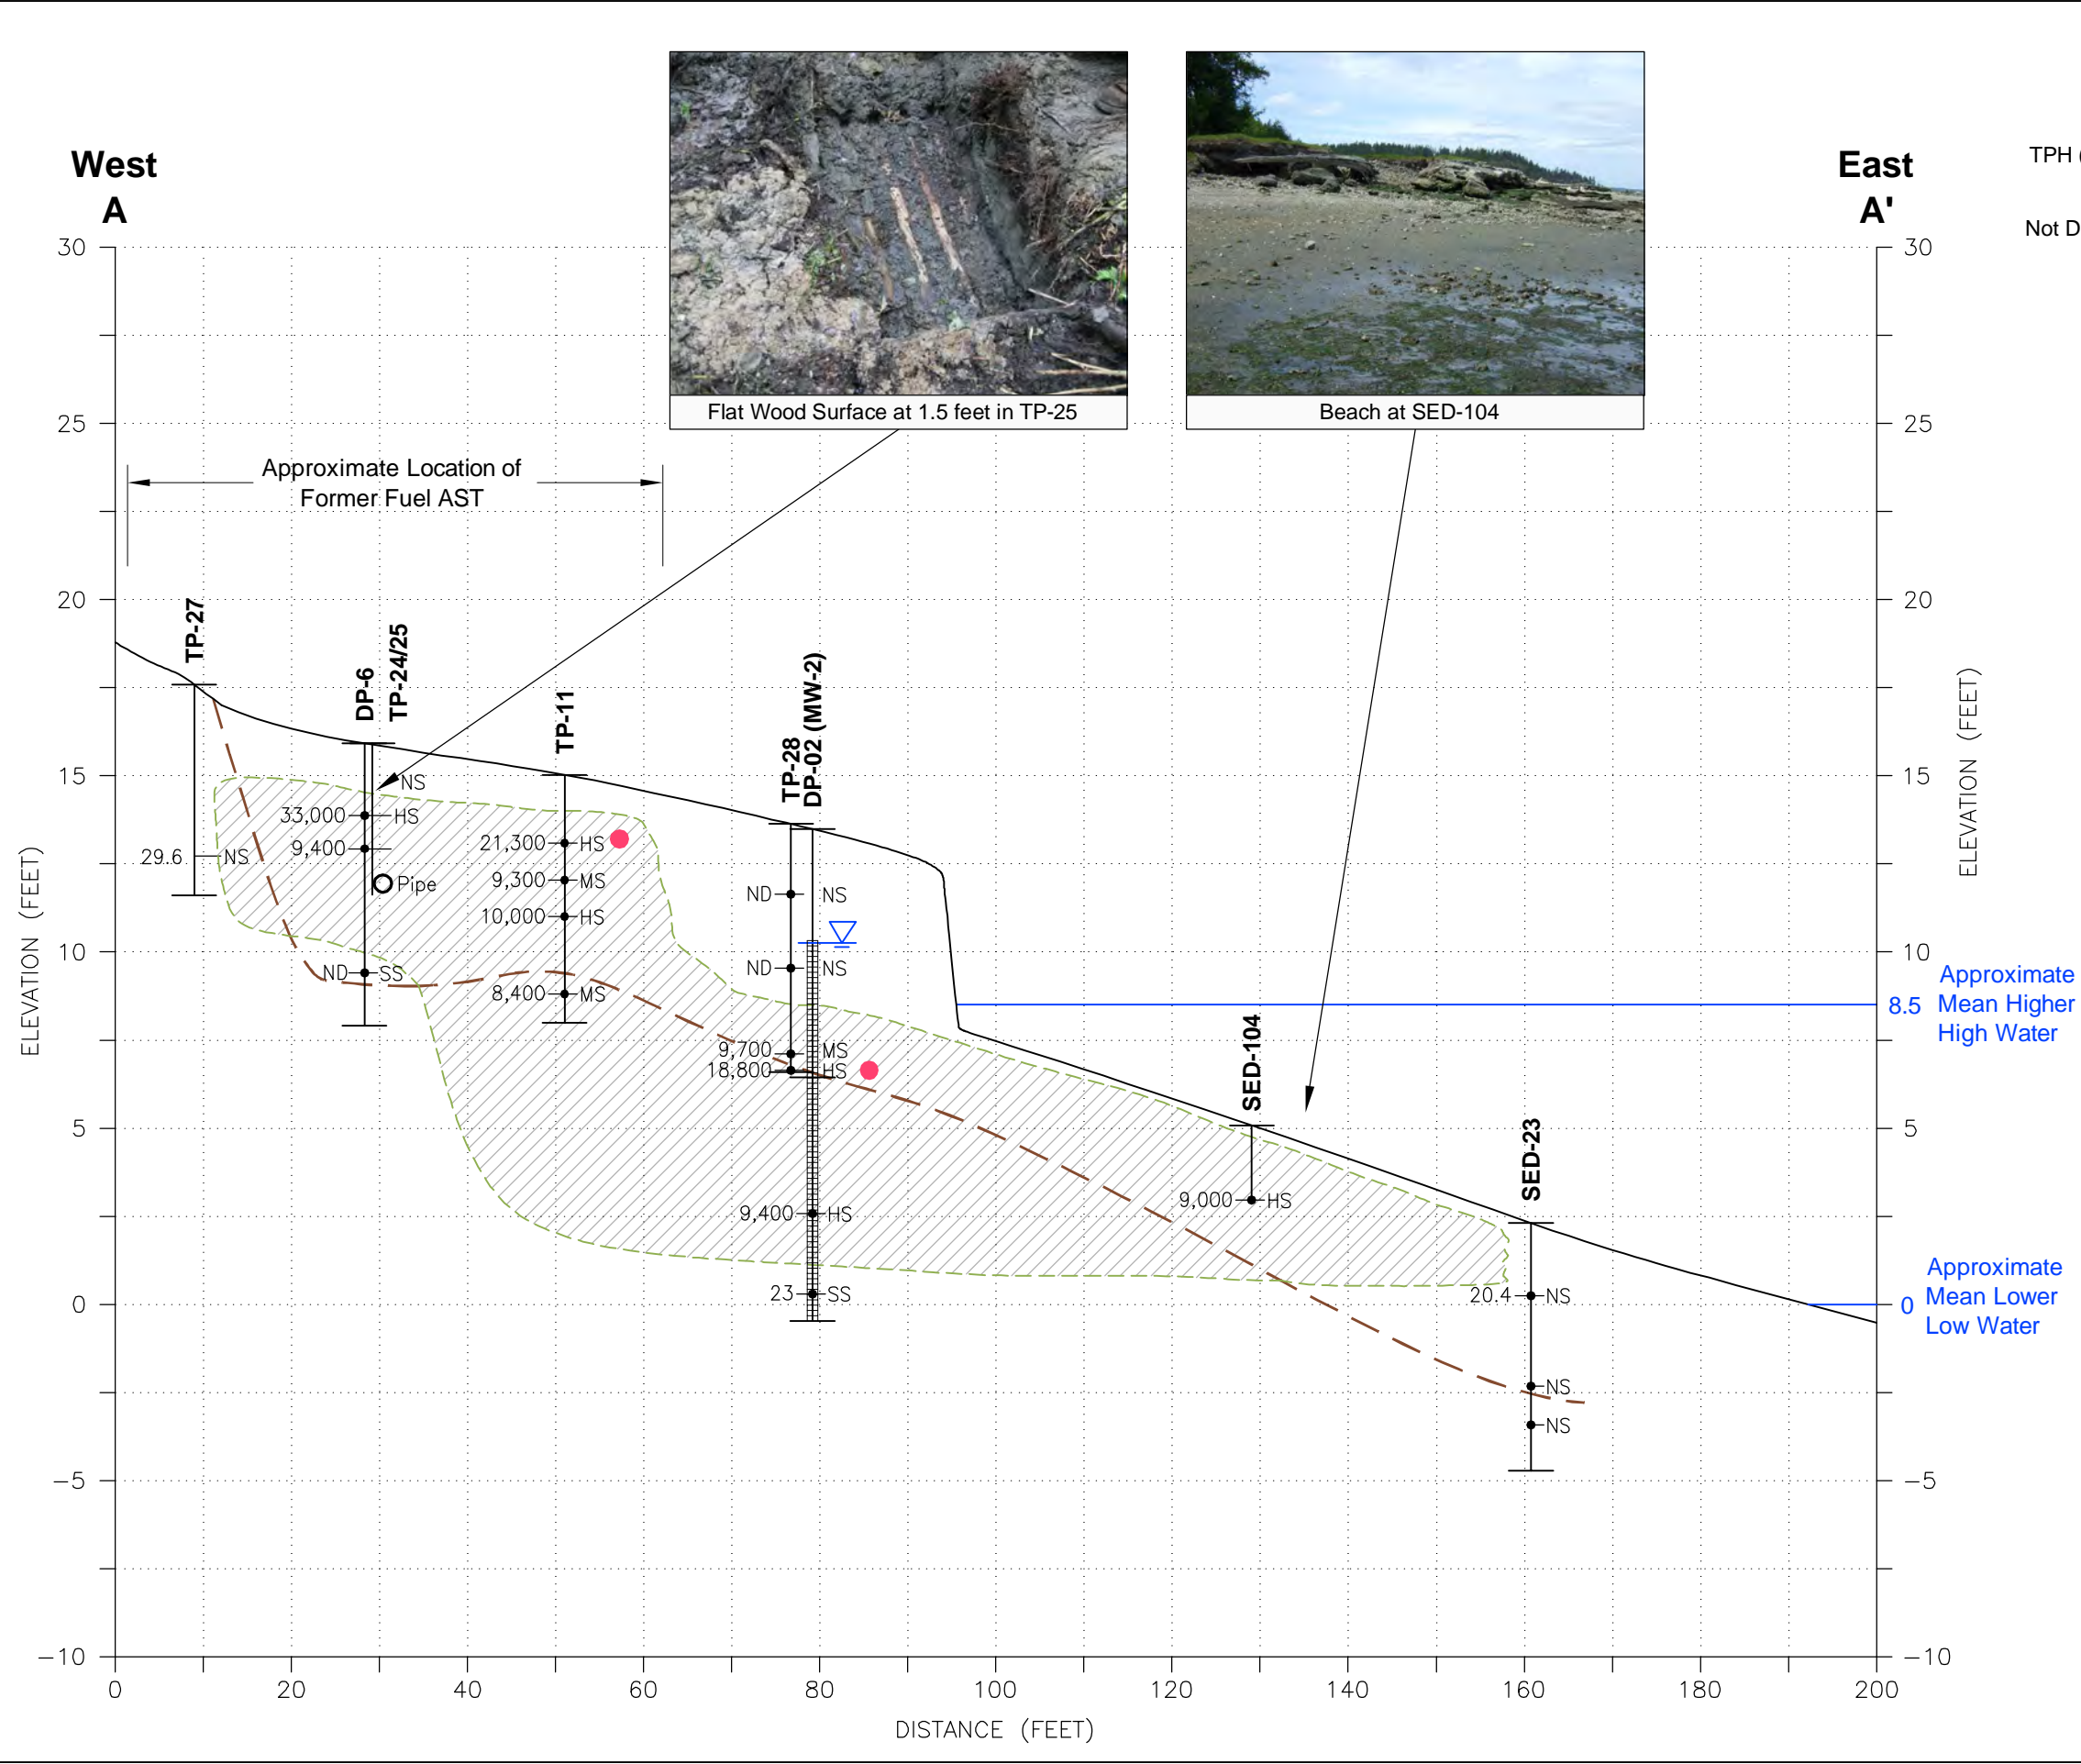 West
A
East
A'
TPH (
Not D
Flat Wood Surface at 1.5 feet in TP-25
Beach at SED-104
Approximate Location of
Former Fuel AST
30
25
20
15
10
5
0
−5
−10
ELEVATION (FEET)
30
25
20
15
10
5
0
−5
−10
ELEVATION (FEET)
TP-27
29.6
NS
DP-6
TP-24/25
NS
33,000
HS
9,400
Pipe
ND
SS
TP-11
21,300
HS
9,300
MS
10,000
HS
8,400
MS
TP-28
DP-02 (MW-2)
ND
NS
ND
NS
9,700
MS
18,800
HS
9,400
HS
23
SS
SED-104
9,000
HS
SED-23
20.4
NS
NS
NS
8.5
Approximate
Mean Higher
High Water
Approximate
Mean Lower
Low Water
0
20
40
60
80
100
120
140
160
180
200
DISTANCE (FEET)